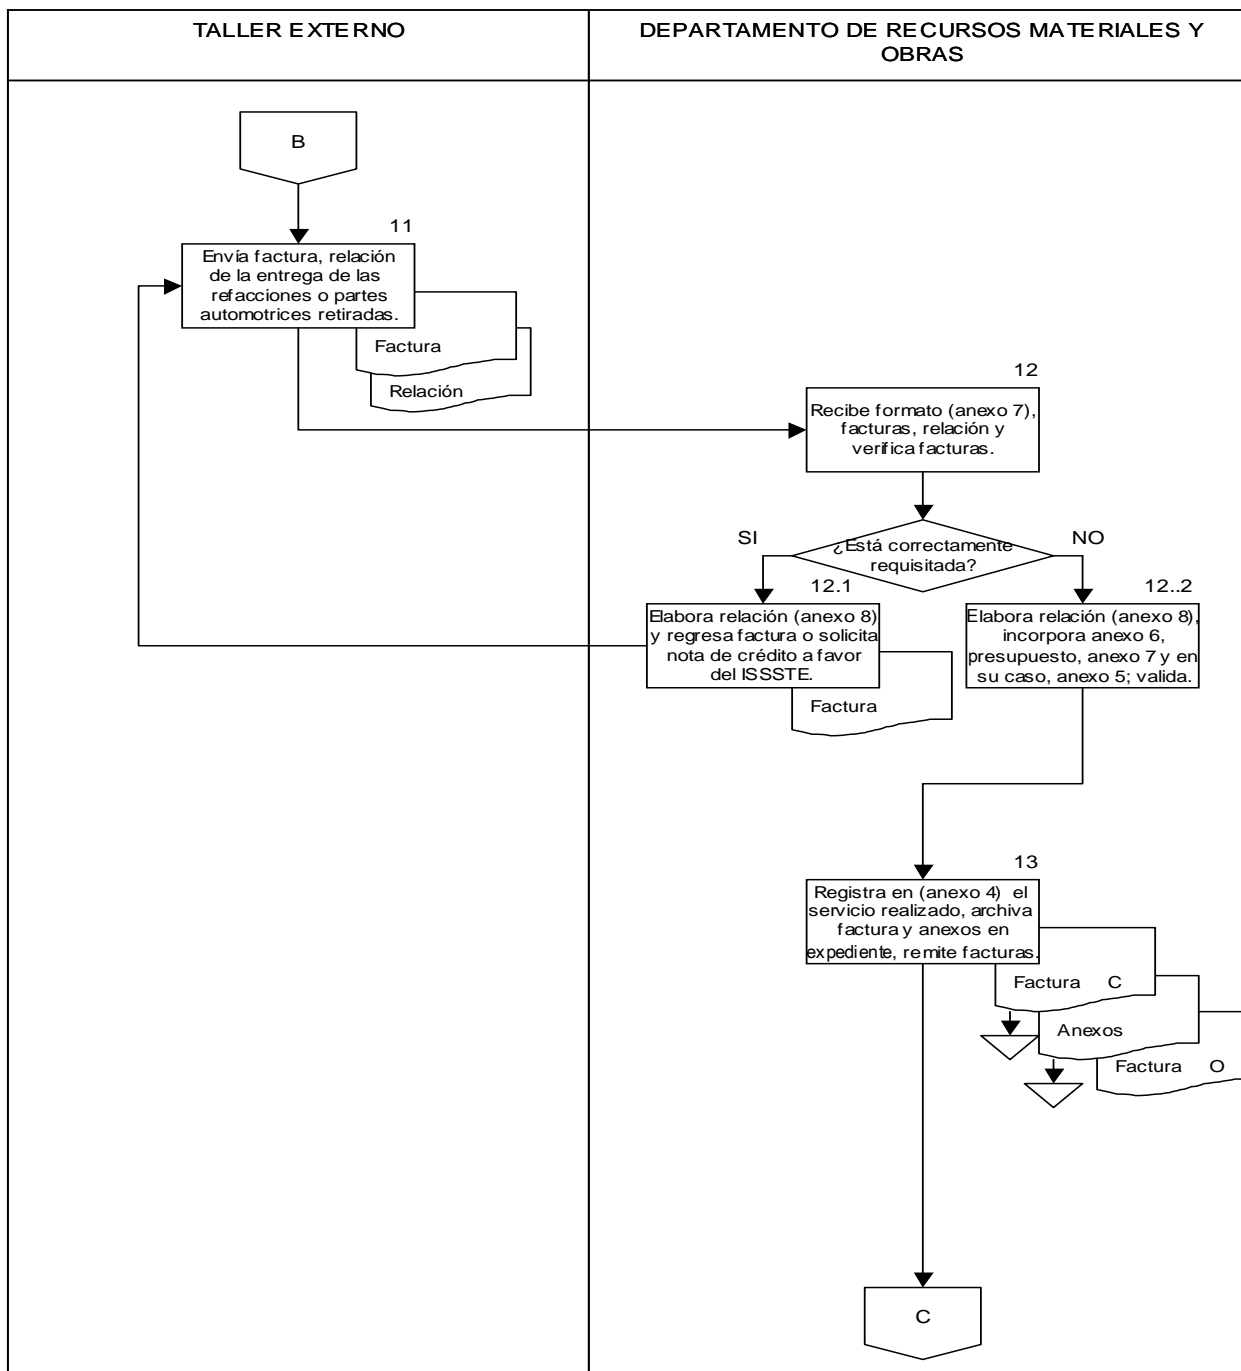 TALLER EXTERNO
DEPARTAMENTO DE RECURSOS MATERIALES Y
OBRAS
B
11
Envía factura, relación
de la entrega de las
refacciones o partes
automotrices retiradas.
Factura
Relación
12
Recibe formato (anexo 7),
facturas, relación y
verifica facturas.
¿Está correctamente
requisitada?
SI
NO
12.1
Elabora relación (anexo 8)
y regresa factura o solicita
nota de crédito a favor
del ISSSTE.
Factura
12..2
Elabora relación (anexo 8),
incorpora anexo 6,
presupuesto, anexo 7 y en
su caso, anexo 5; valida.
13
Registra en (anexo 4) el
servicio realizado, archiva
factura y anexos en
expediente, remite facturas.
Factura C
Anexos
Factura O
C